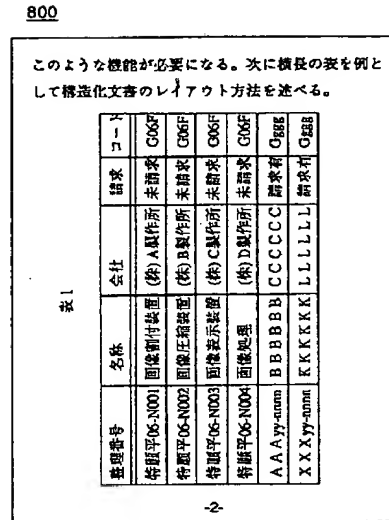 800
このような機能が必要になる。次に横長の表を例と
して構造化文書のレイアウト方法を述べる。
表1
整理番号 名称 会社 請求 コード
特願平06-N001 画像割付装置 (株)A製作所 未請求 G06F
特願平06-N002 画像圧縮装置 (株)B製作所 未請求 G06F
特願平06-N003 画像表示装置 (株)C製作所 未請求 G06F
特願平06-N004 画像処理 (株)D製作所 未請求 G06F
AAAyy-nnnn BBBBBB CCCCCC 請求有 Gggg
XXXyy-nnnn KKKKKK LLLLLL 請求有 Gggg
-2-